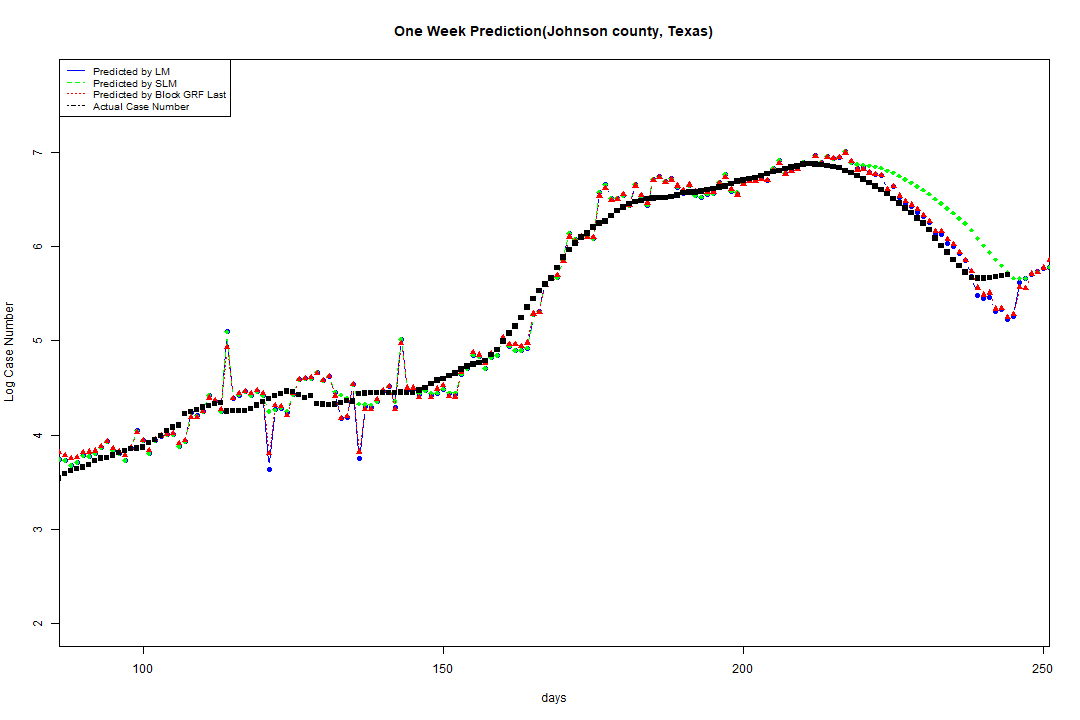 One Week Prediction(Johnson county, Texas)
Predicted by LM
Predicted by SLM
Predicted by Block GRF Last
Actual Case Number
7
6
5
4
3
2
Log Case Number
100 150 200 250
days